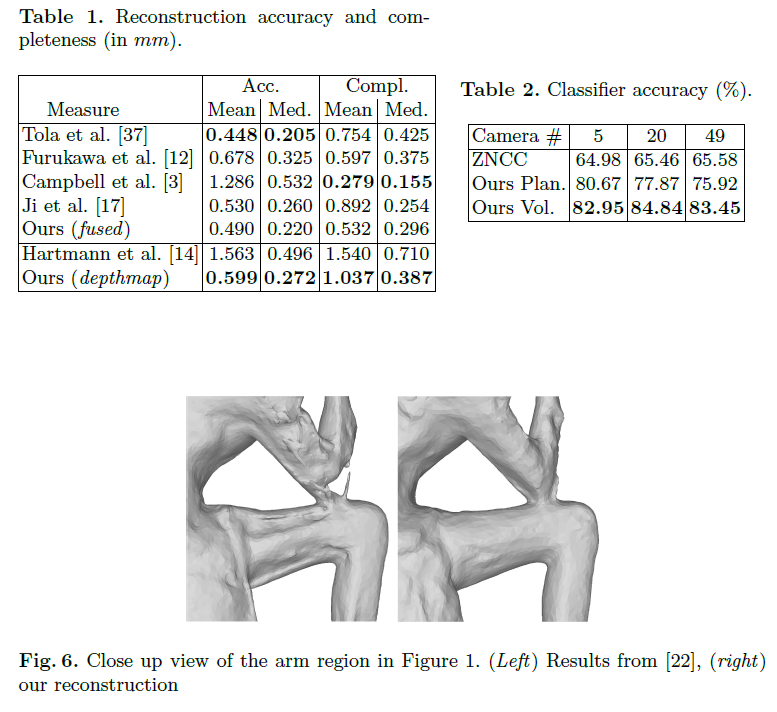 Table 1. Reconstruction accuracy and com-
pleteness (in mm).
Acc. Compl.
Measure Mean Med. Mean Med.
Tola et al. [37] 0.448 0.205 0.754 0.425
Furukawa et al. [12] 0.678 0.325 0.597 0.375
Campbell et al. [3] 1.286 0.532 0.279 0.155
Ji et al. [17] 0.530 0.260 0.892 0.254
Ours (fused) 0.490 0.220 0.532 0.296
Hartmann et al. [14] 1.563 0.496 1.540 0.710
Ours (depthmap) 0.599 0.272 1.037 0.387
Table 2. Classifier accuracy (%).
Camera # 5 20 49
ZNCC 64.98 65.46 65.58
Ours Plan. 80.67 77.87 75.92
Ours Vol. 82.95 84.84 83.45
Fig. 6. Close up view of the arm region in Figure 1. (Left) Results from [22], (right)
our reconstruction